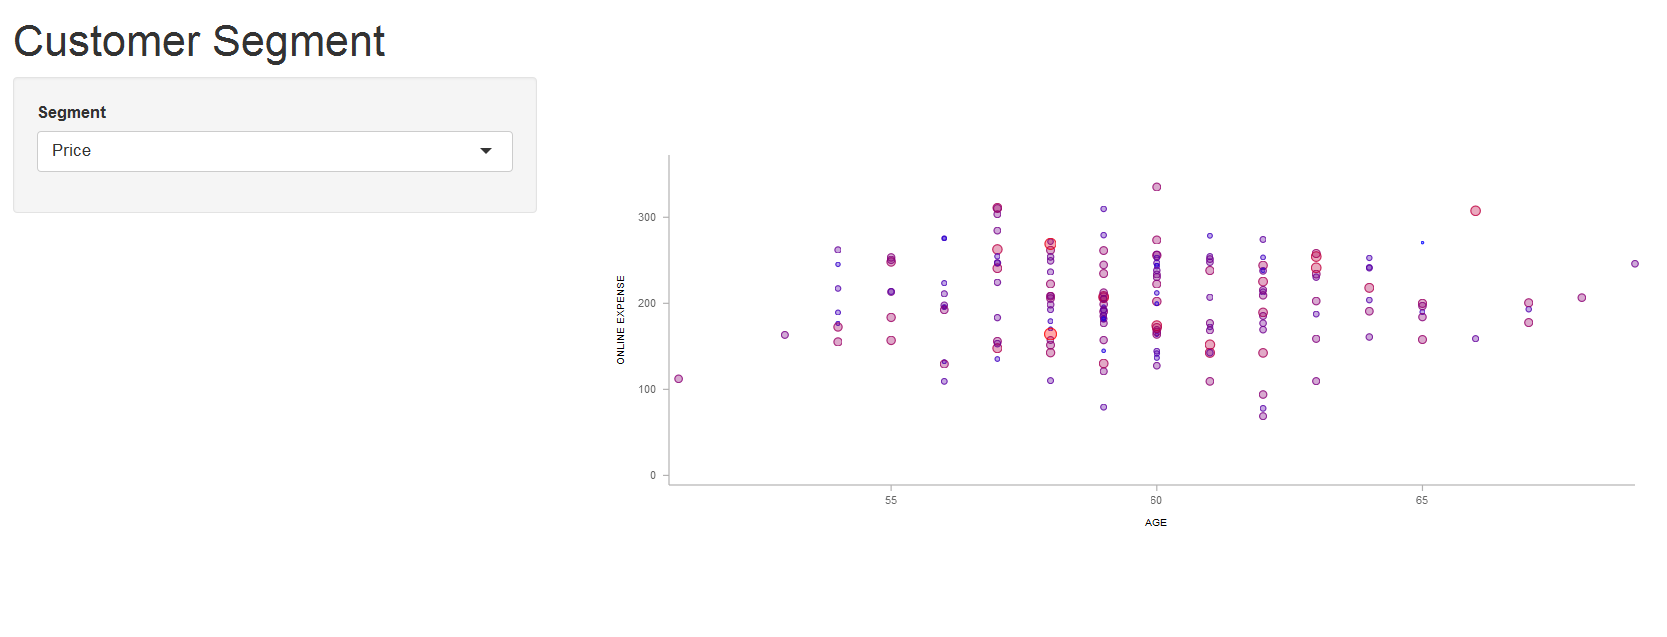 Customer Segment
Segment
Price
300
200
100
0
ONLINE EXPENSE
55 60 65
AGE